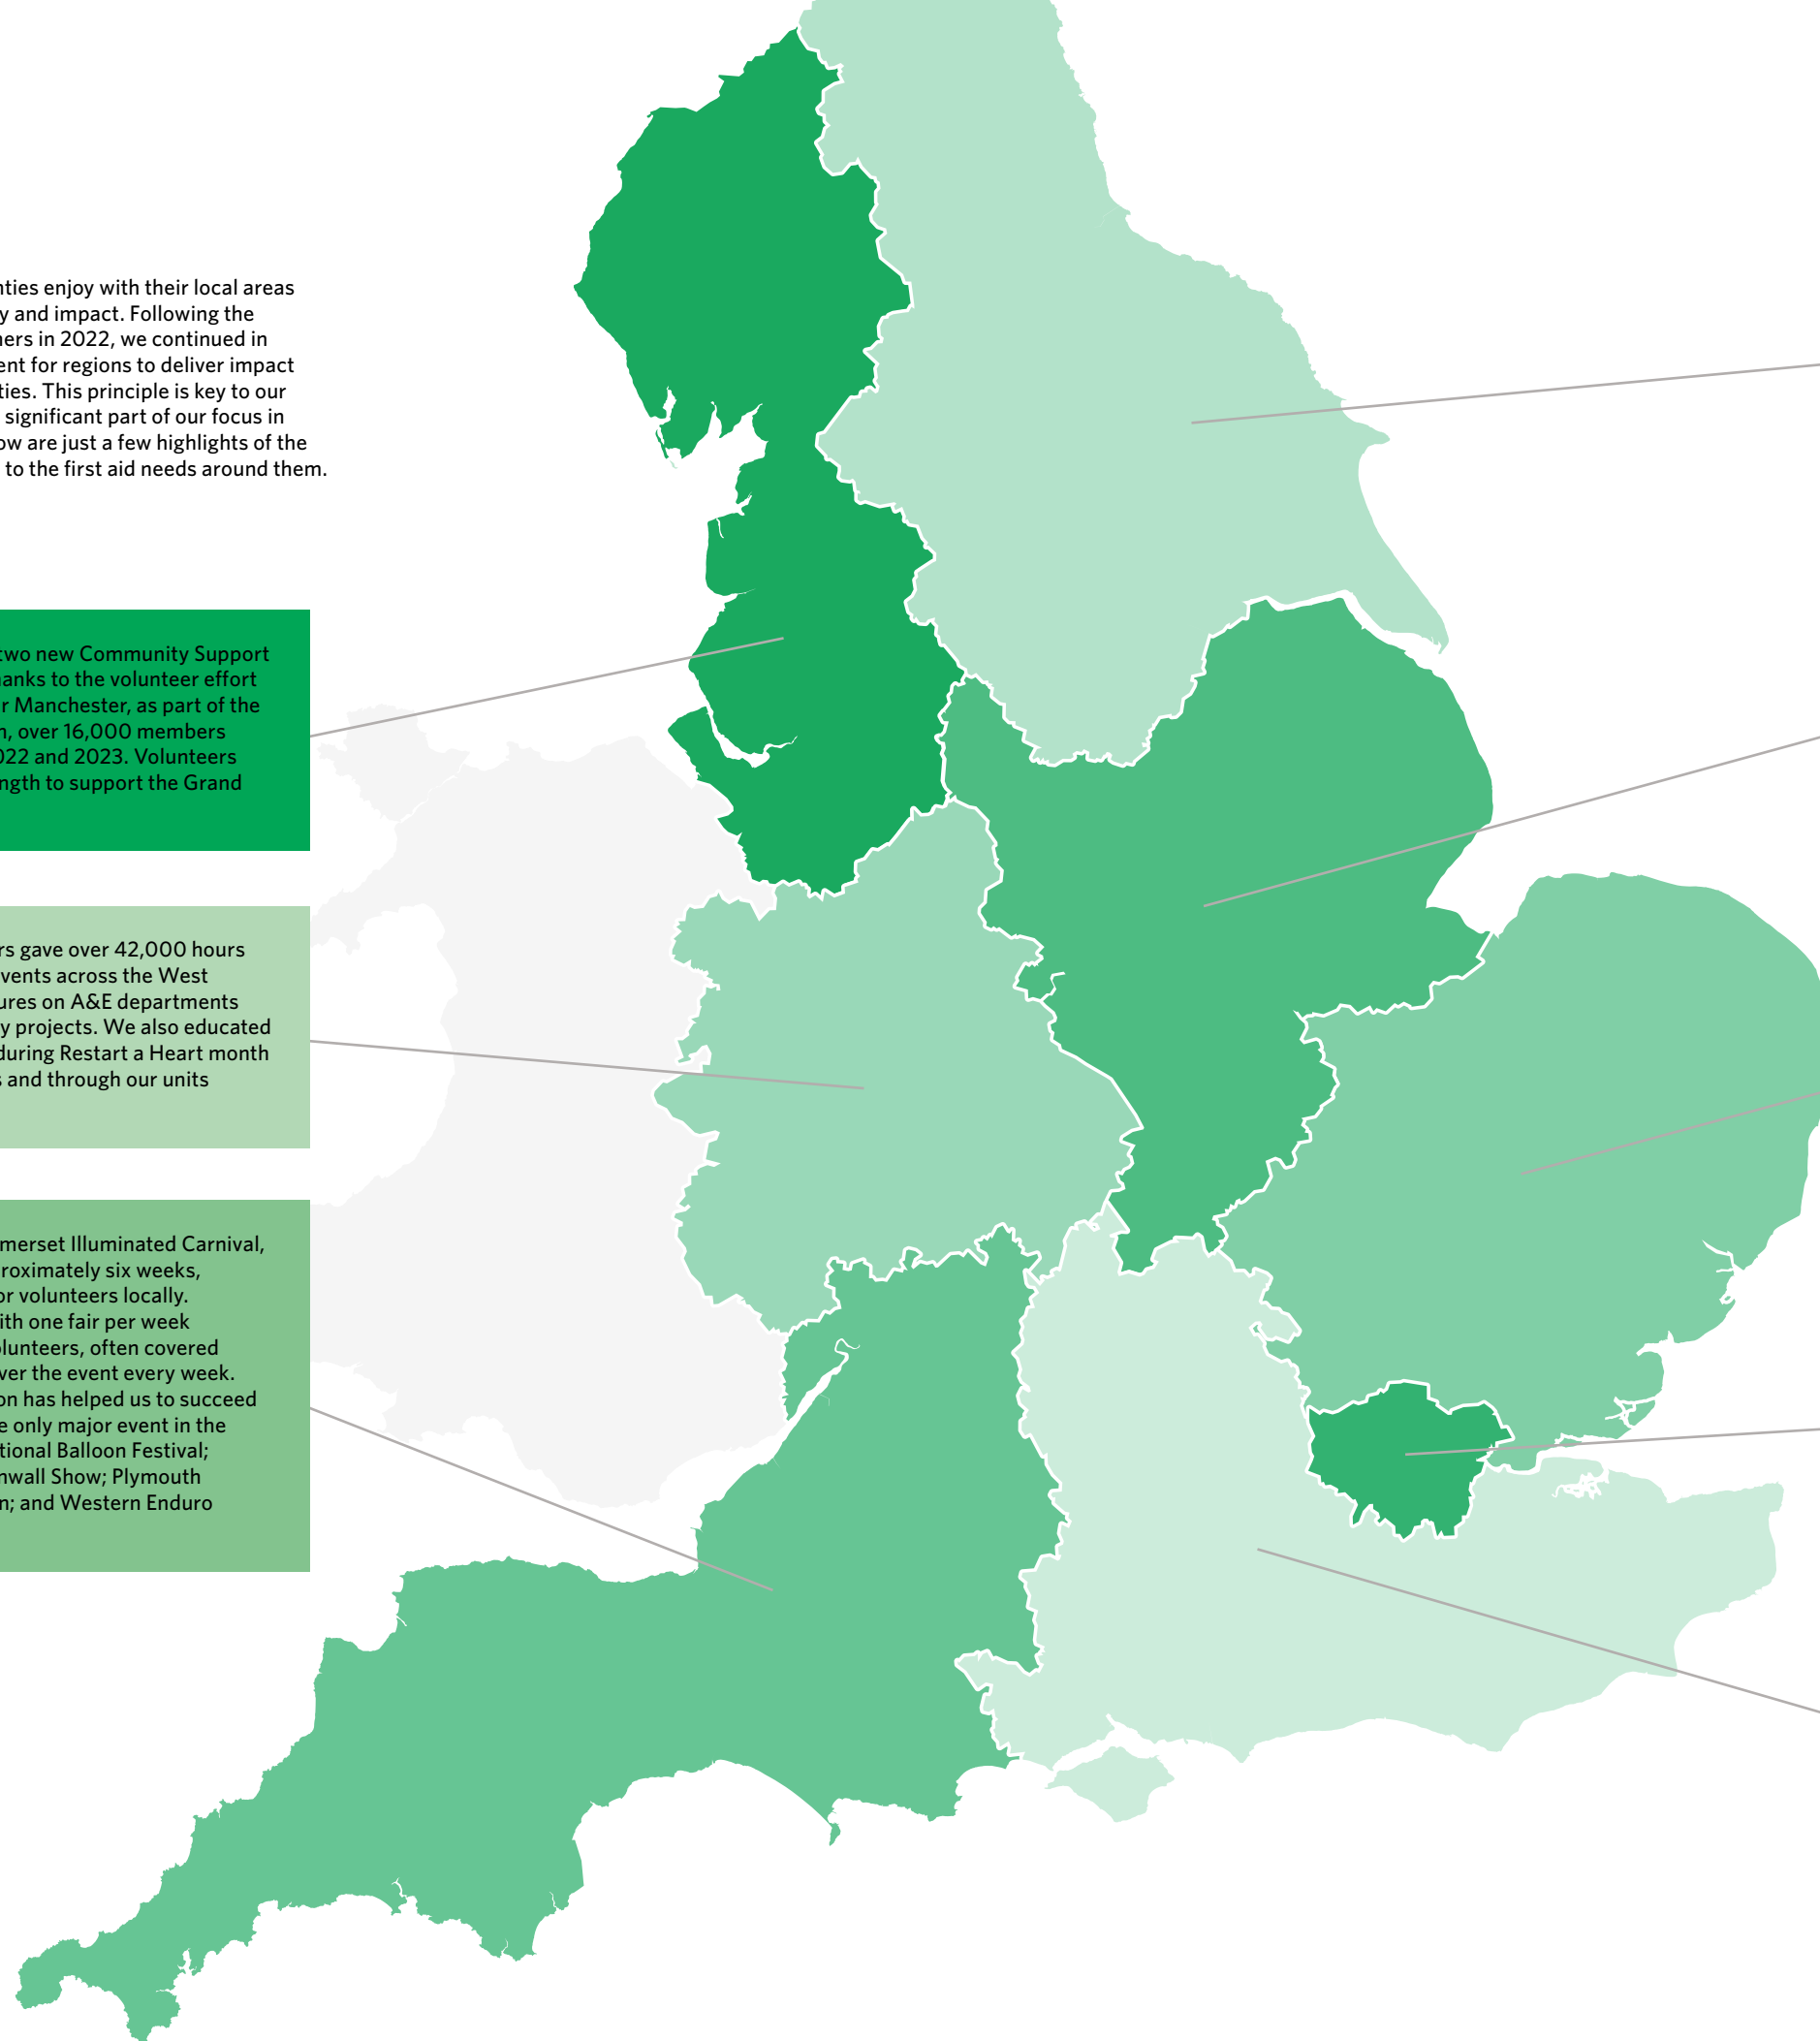 nties enjoy with their local areas
y and impact. Following the
ners in 2022, we continued in
ent for regions to deliver impact
ties. This principle is key to our
significant part of our focus in
ow are just a few highlights of the
to the first aid needs around them.
two new Community Support
hanks to the volunteer effort
r Manchester, as part of the
n, over 16,000 members
022 and 2023. Volunteers
ngth to support the Grand
rs gave over 42,000 hours
vents across the West
ures on A&E departments
y projects. We also educated
during Restart a Heart month
s and through our units
merset Illuminated Carnival,
proximately six weeks,
or volunteers locally.
ith one fair per week
olunteers, often covered
ver the event every week.
on has helped us to succeed
e only major event in the
tional Balloon Festival;
nwall Show; Plymouth
n; and Western Enduro